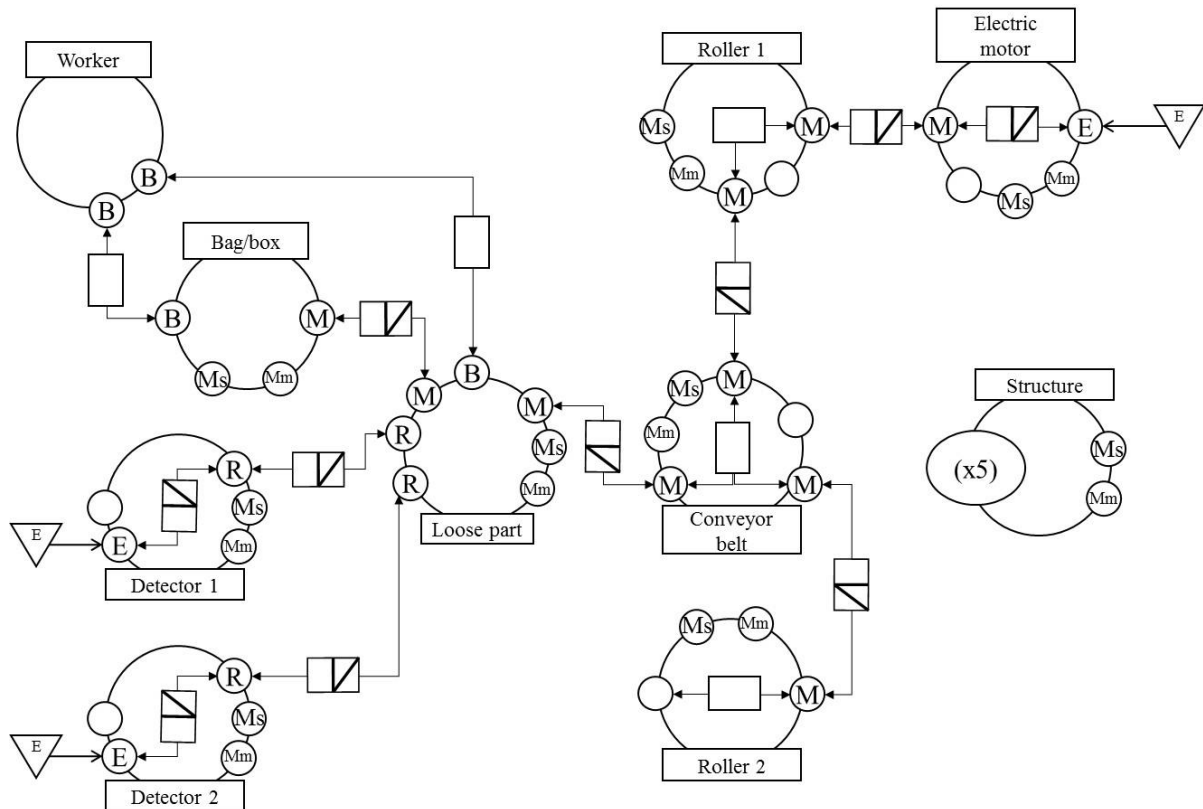 Worker
B
B
Bag/box
B
M
Ms
Mm
Roller 1
Ms
Mm
M
M
Electric
motor
M
E
Ms
Mm
E
Loose part
B
M
M
R
R
Ms
Mm
Conveyor
belt
M
Ms
Mm
M
M
Structure
(x5)
Ms
Mm
Detector 1
R
Ms
Mm
E
E
Detector 2
R
Ms
Mm
E
E
Roller 2
Ms
Mm
M